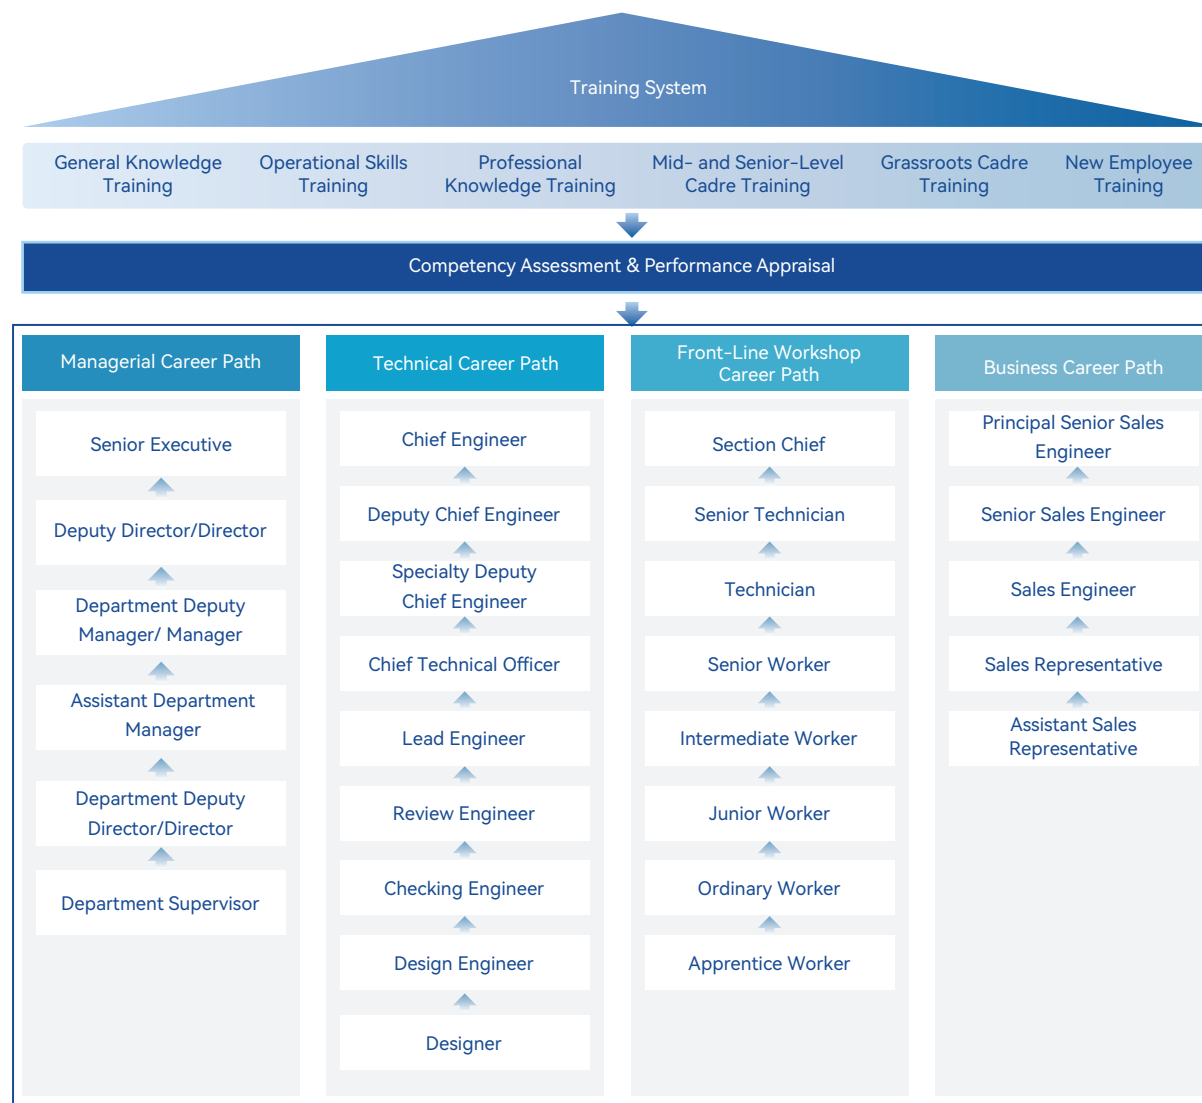 Training System
General Knowledge
Training
Operational Skills
Training
Professional
Knowledge Training
Mid- and Senior-Level
Cadre Training
Grassroots Cadre
Training
New Employee
Training
Competency Assessment & Performance Appraisal
Managerial Career Path
Senior Executive
Deputy Director/Director
Department Deputy
Manager/ Manager
Assistant Department
Manager
Department Deputy
Director/Director
Department Supervisor
Technical Career Path
Chief Engineer
Deputy Chief Engineer
Specialty Deputy
Chief Engineer
Chief Technical Officer
Lead Engineer
Review Engineer
Checking Engineer
Design Engineer
Designer
Front-Line Workshop
Career Path
Section Chief
Senior Technician
Technician
Senior Worker
Intermediate Worker
Junior Worker
Ordinary Worker
Apprentice Worker
Business Career Path
Principal Senior Sales
Engineer
Senior Sales Engineer
Sales Engineer
Sales Representative
Assistant Sales
Representative